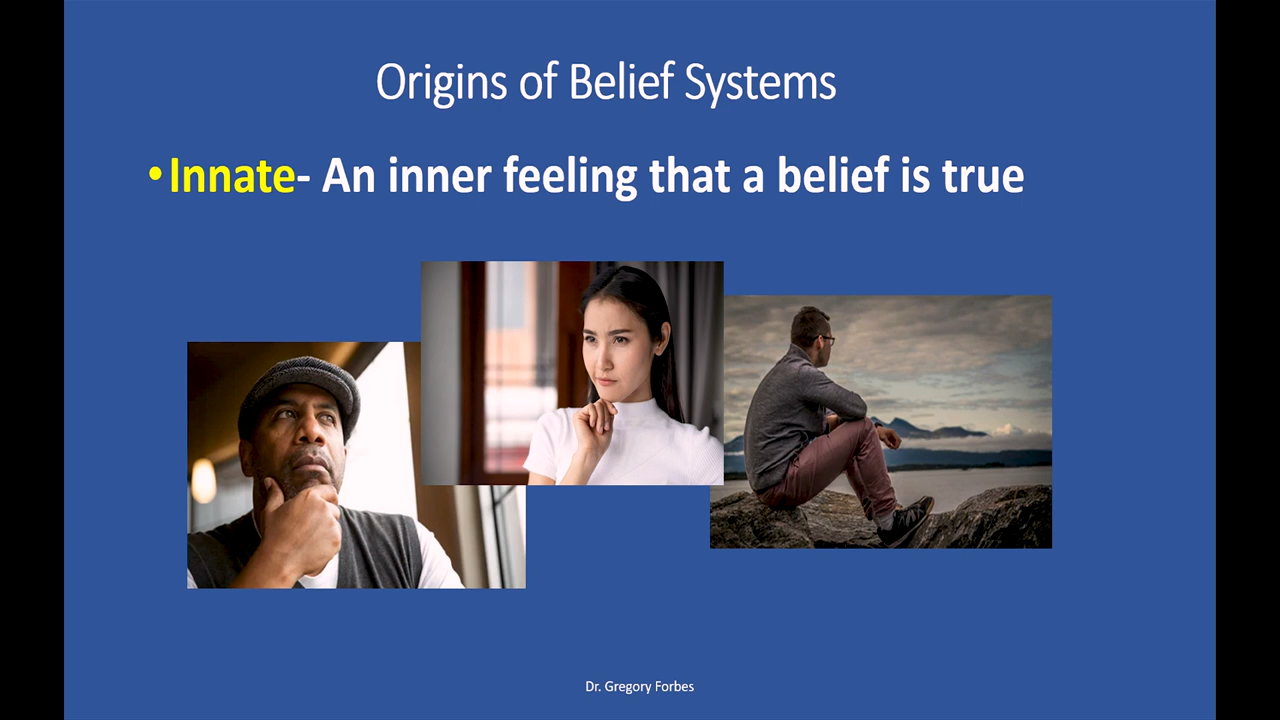 Origins of Belief Systems
•Innate- An inner feeling that a belief is true
Dr. Gregory Forbes